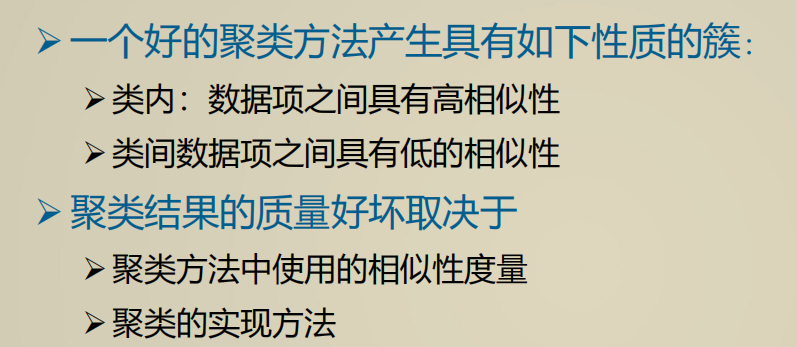 ➢ 一个好的聚类方法产生具有如下性质的簇：
➢ 类内：数据项之间具有高相似性
➢ 类间数据项之间具有低的相似性
➢ 聚类结果的质量好坏取决于
➢ 聚类方法中使用的相似性度量
➢ 聚类的实现方法